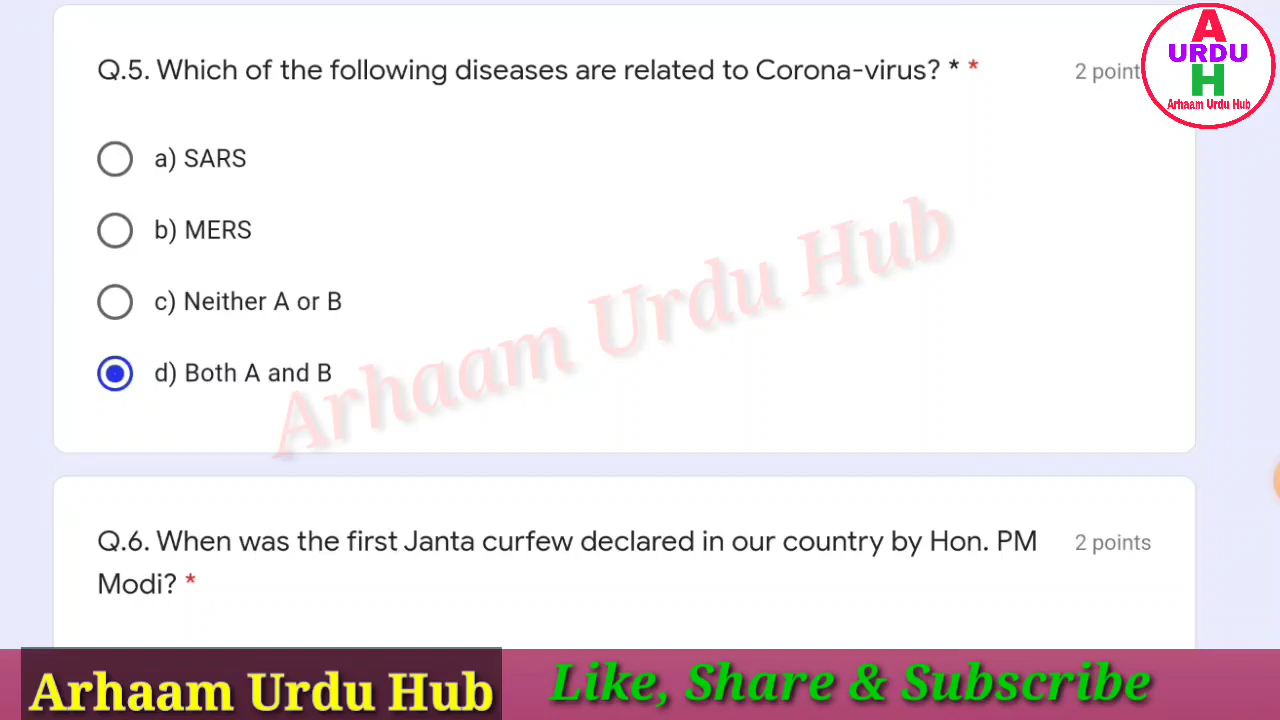 Q.5. Which of the following diseases are related to Corona-virus? * *
2 point
A
URDU
H
Arhaam Urdu Hub
a) SARS
b) MERS
c) Neither A or B
d) Both A and B
Arhaam Urdu Hub
Q.6. When was the first Janta curfew declared in our country by Hon. PM
Modi? *
2 points
Arhaam Urdu Hub
Like, Share & Subscribe